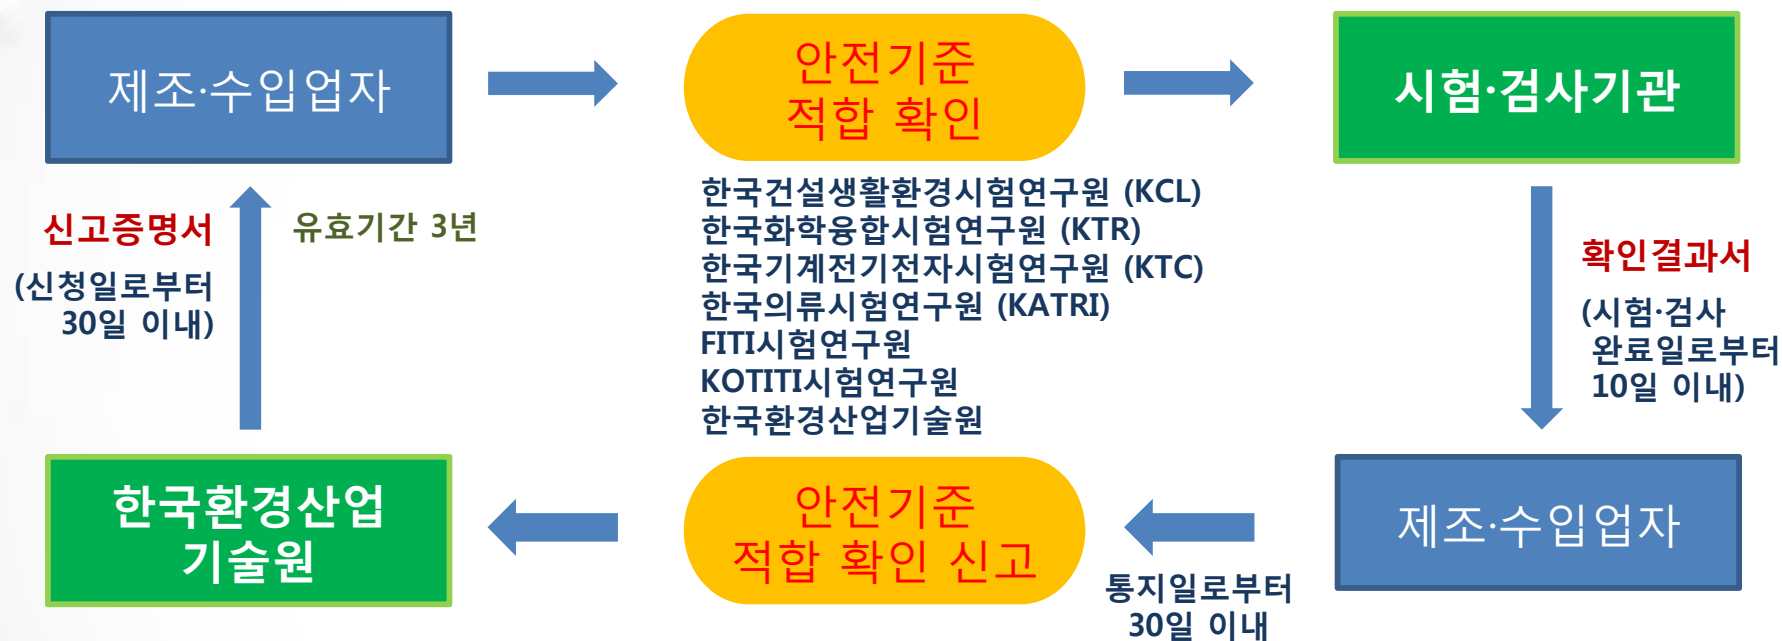 제조·수입업자
안전기준
적합 확인
시험·검사기관
신고증명서
(신청일로부터
30일 이내)
유효기간 3년
한국건설생활환경시험연구원 (KCL)
한국화학융합시험연구원 (KTR)
한국기계전기전자시험연구원 (KTC)
한국의류시험연구원 (KATRI)
FITI시험연구원
KOTITI시험연구원
한국환경산업기술원
확인결과서
(시험·검사
완료일로부터
10일 이내)
한국환경산업
기술원
안전기준
적합 확인 신고
제조·수입업자
통지일로부터
30일 이내